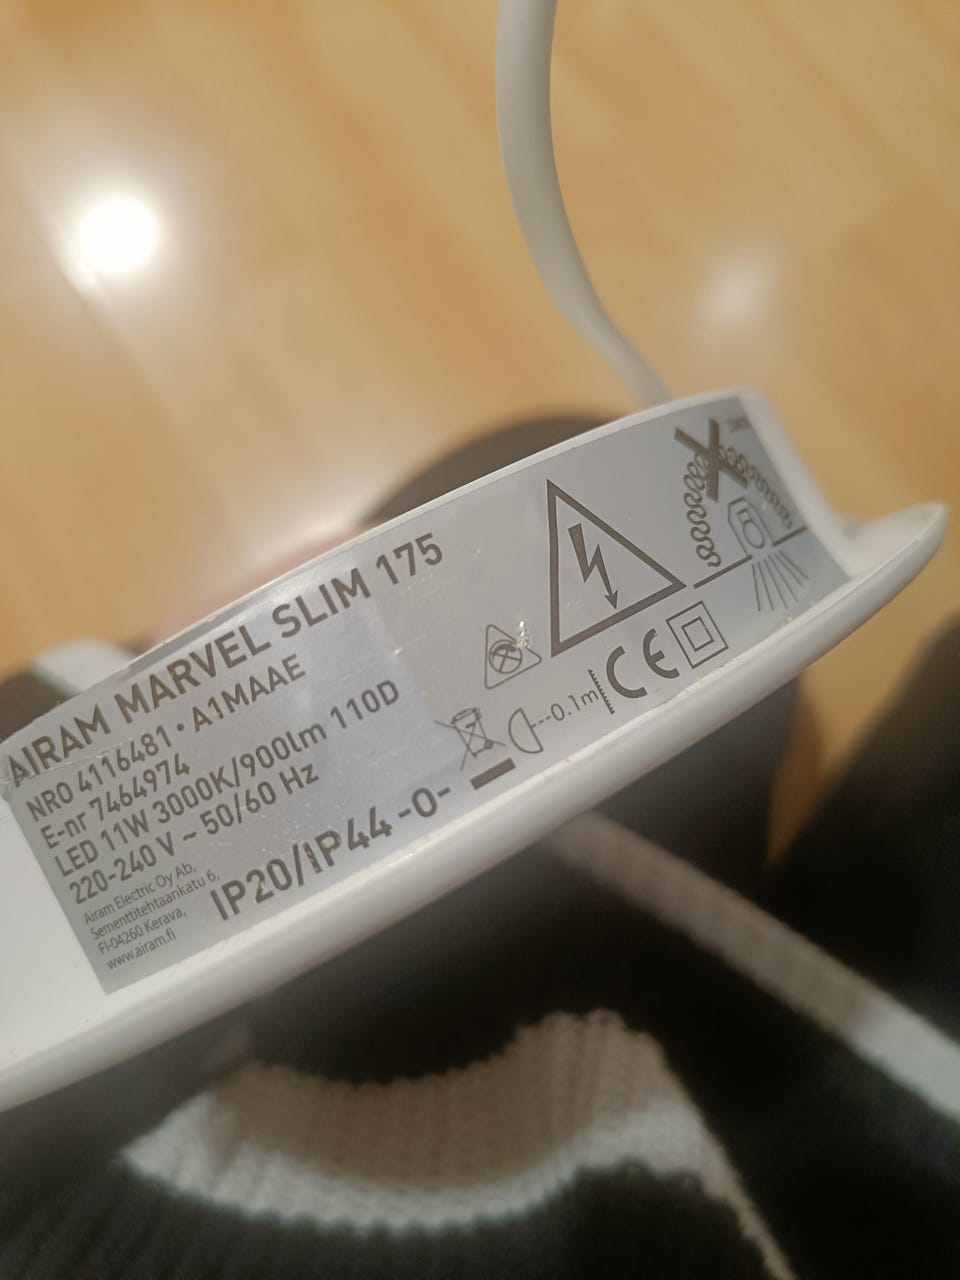 AIRAM MARVEL SLIM 175
NRO 4116481 • A1MAAE
E-nr 7464974
LED 11W 3000K/900lm 110D
220-240 V ~ 50/60 Hz
Airam Electric Oy Ab,
Sementtitehtaankatu 6,
FI-04260 Kerava,
www.airam.fi
IP20/IP44 -0-
0.1m
CE